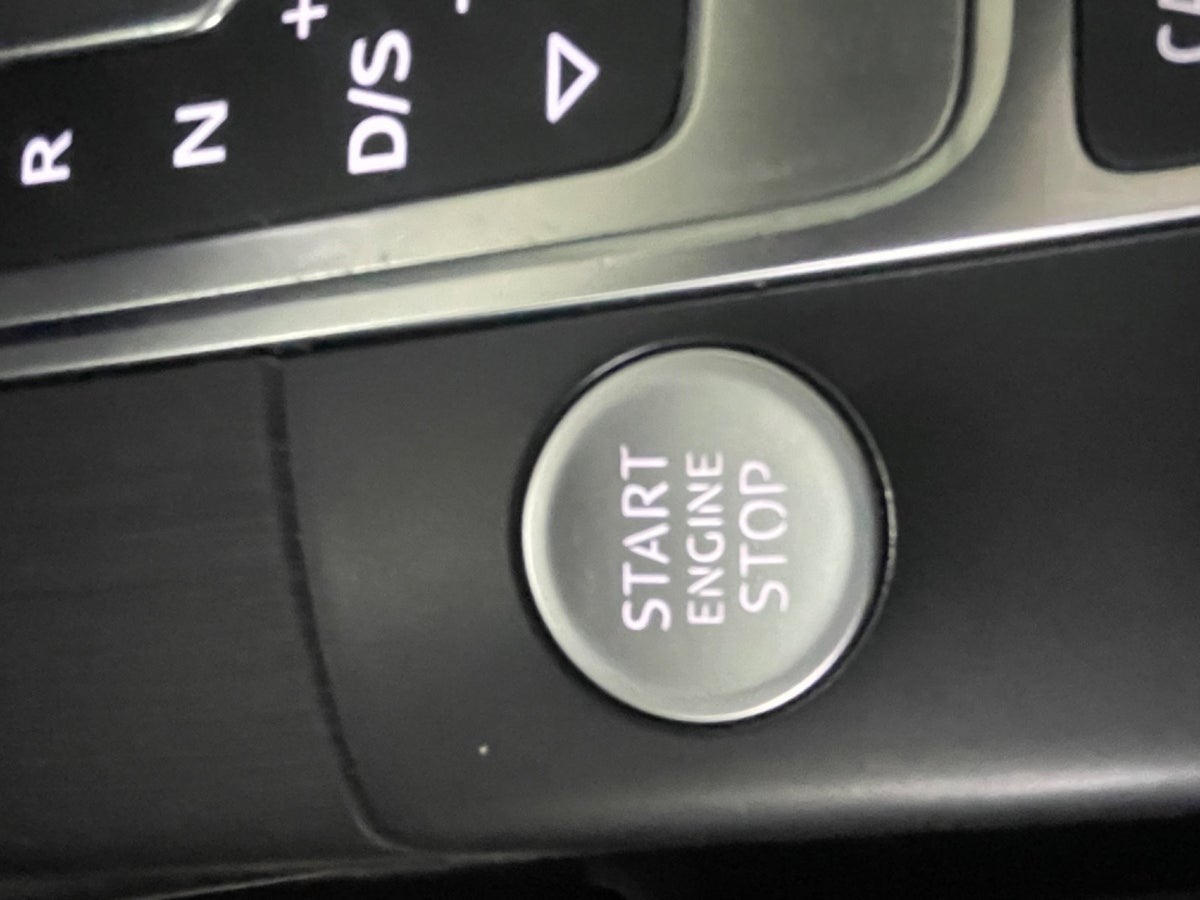 R
N
+
-
D/S
START
ENGINE
STOP